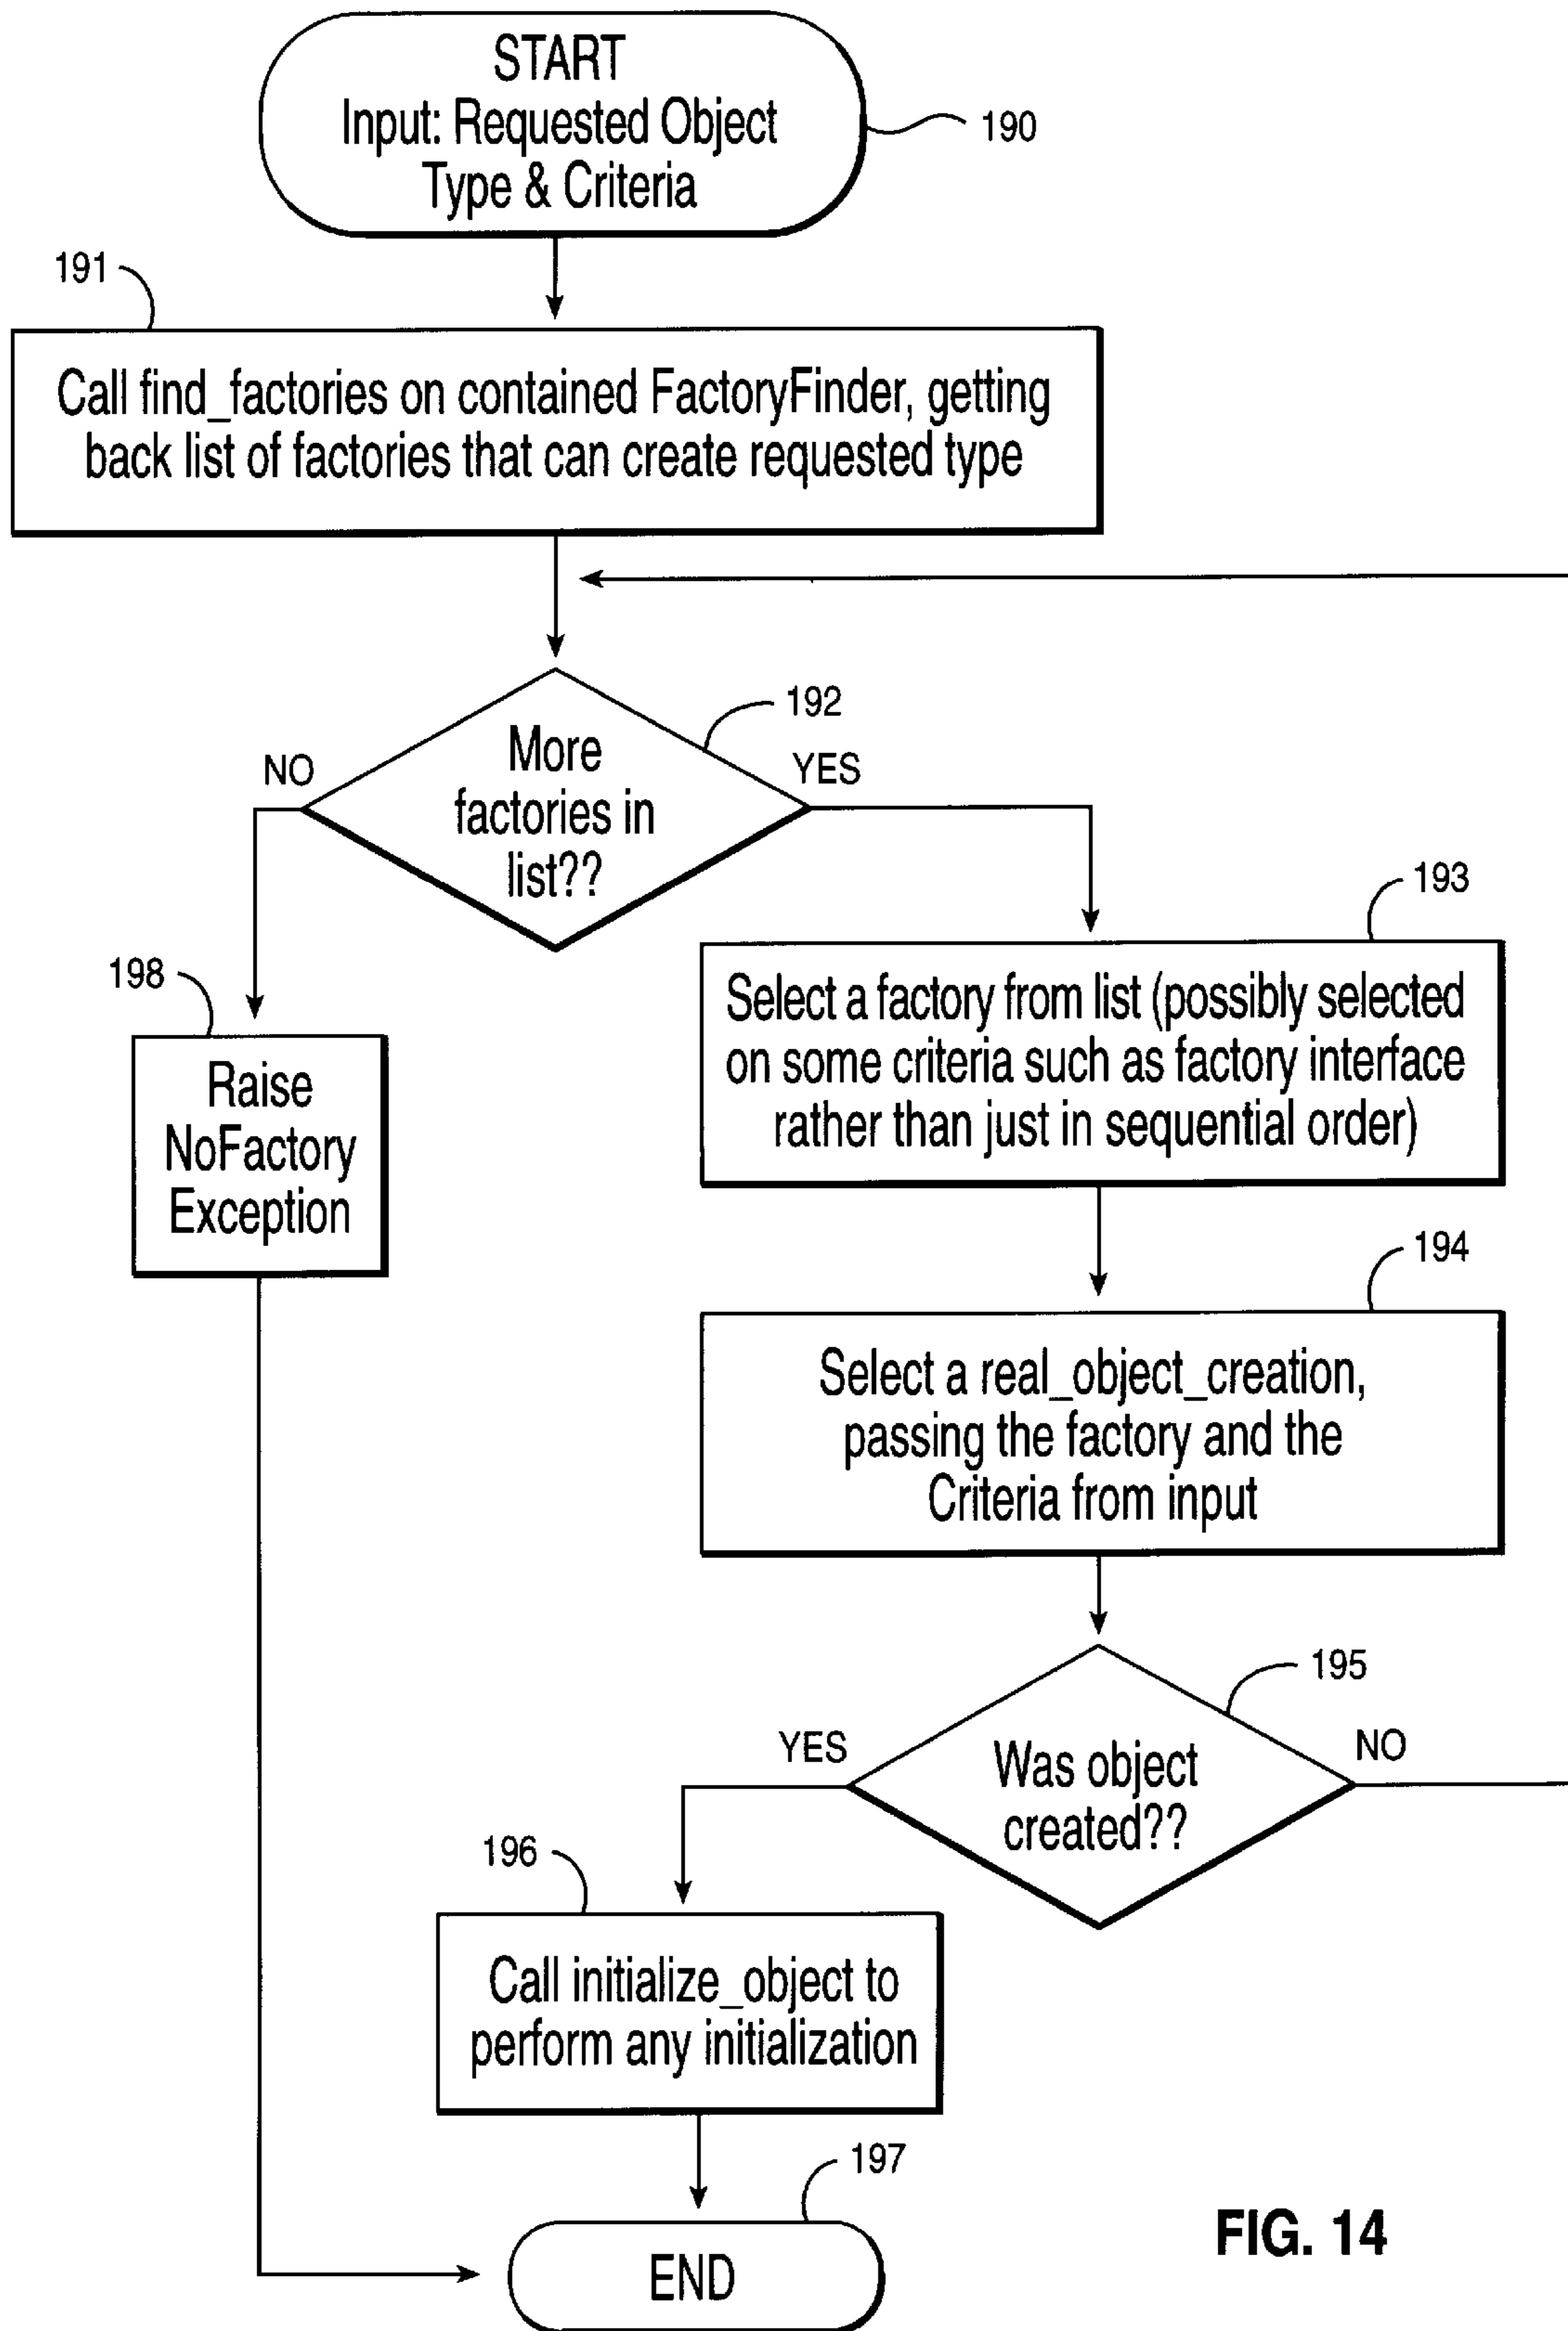 START
Input: Requested Object
Type & Criteria
190
191
Call find_factories on contained FactoryFinder, getting
back list of factories that can create requested type
192
More
factories in
list??
NO
YES
193
Select a factory from list (possibly selected
on some criteria such as factory interface
rather than just in sequential order)
198
Raise
NoFactory
Exception
194
Select a real_object_creation,
passing the factory and the
Criteria from input
195
Was object
created??
YES
NO
196
Call initialize_object to
perform any initialization
197
END
FIG. 14